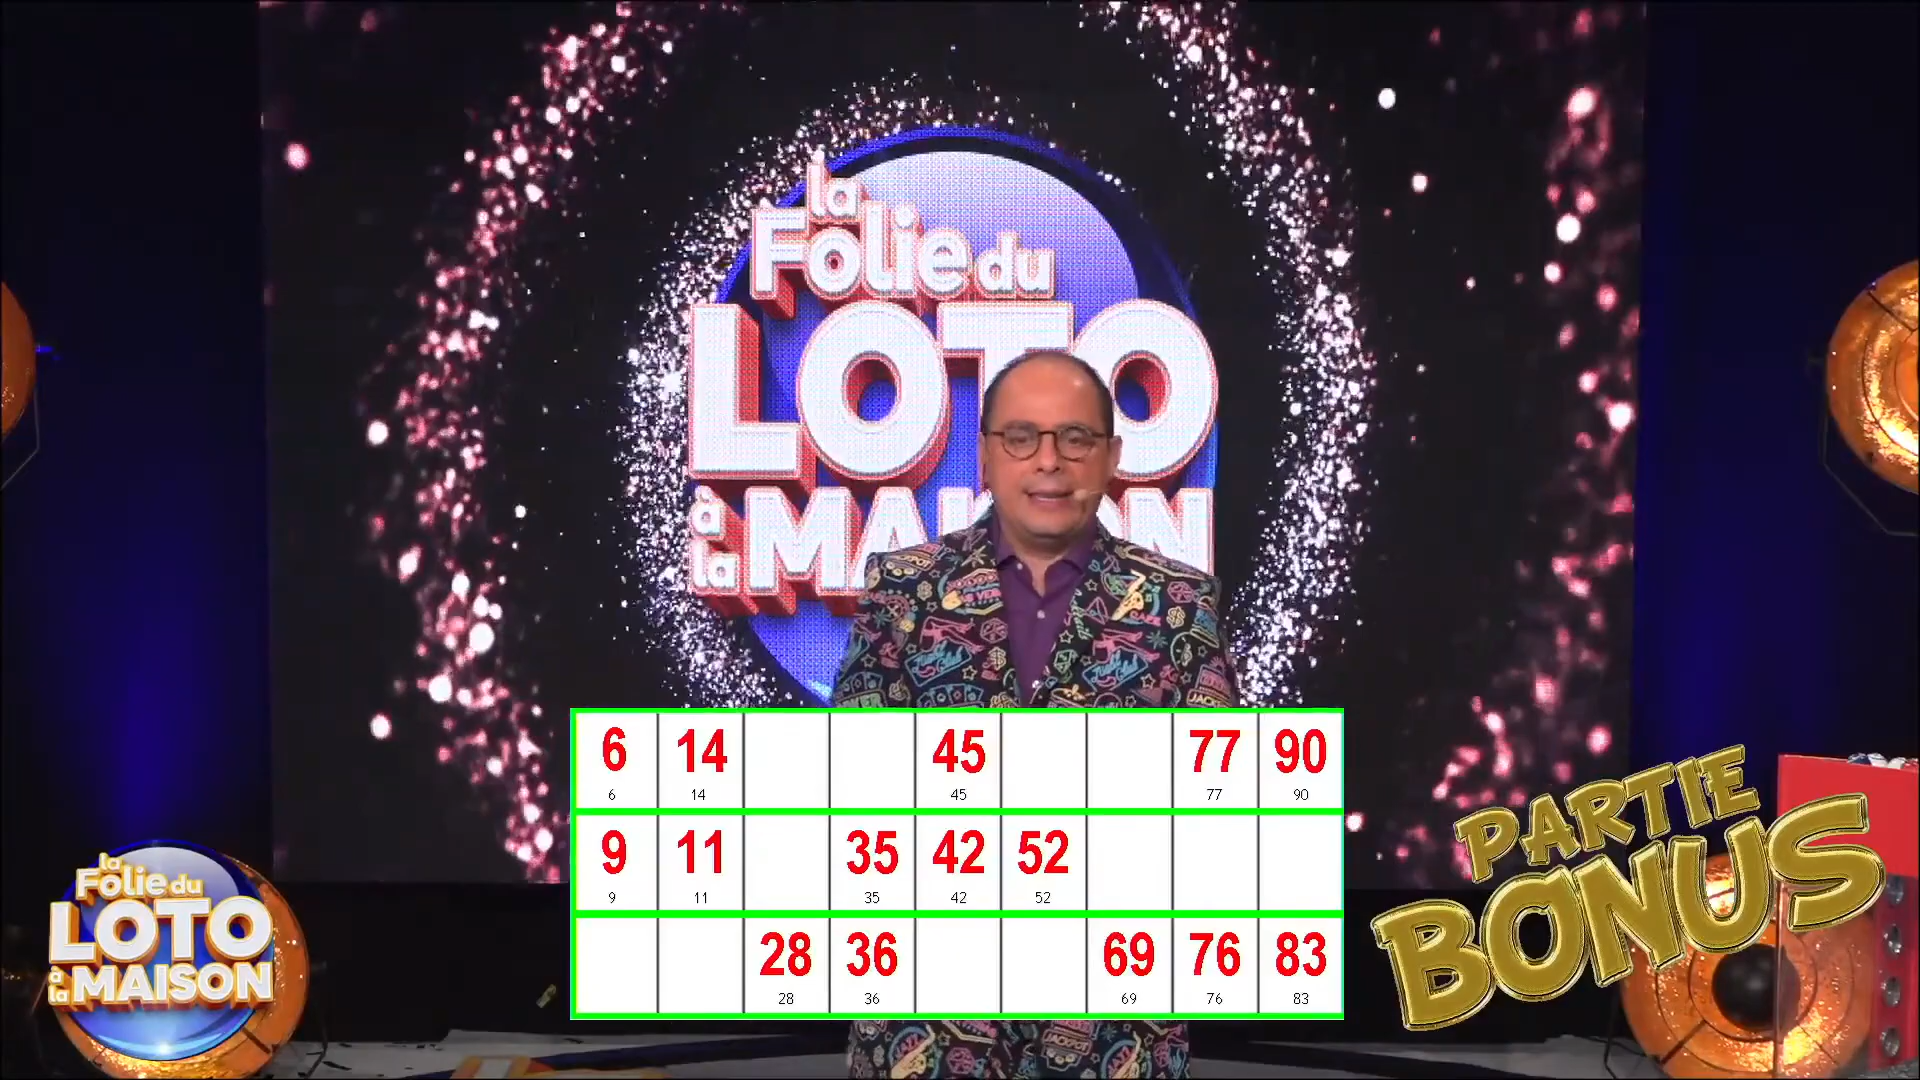 la
Folie du
LOTO
à la MAISON
6 14 45 77 90
6 14 45 77 90
9 11 35 42 52
9 11 35 42 52
28 36 69 76 83
28 36 69 76 83
PARTIE
BONUS
la
Folie du
LOTO
à la MAISON